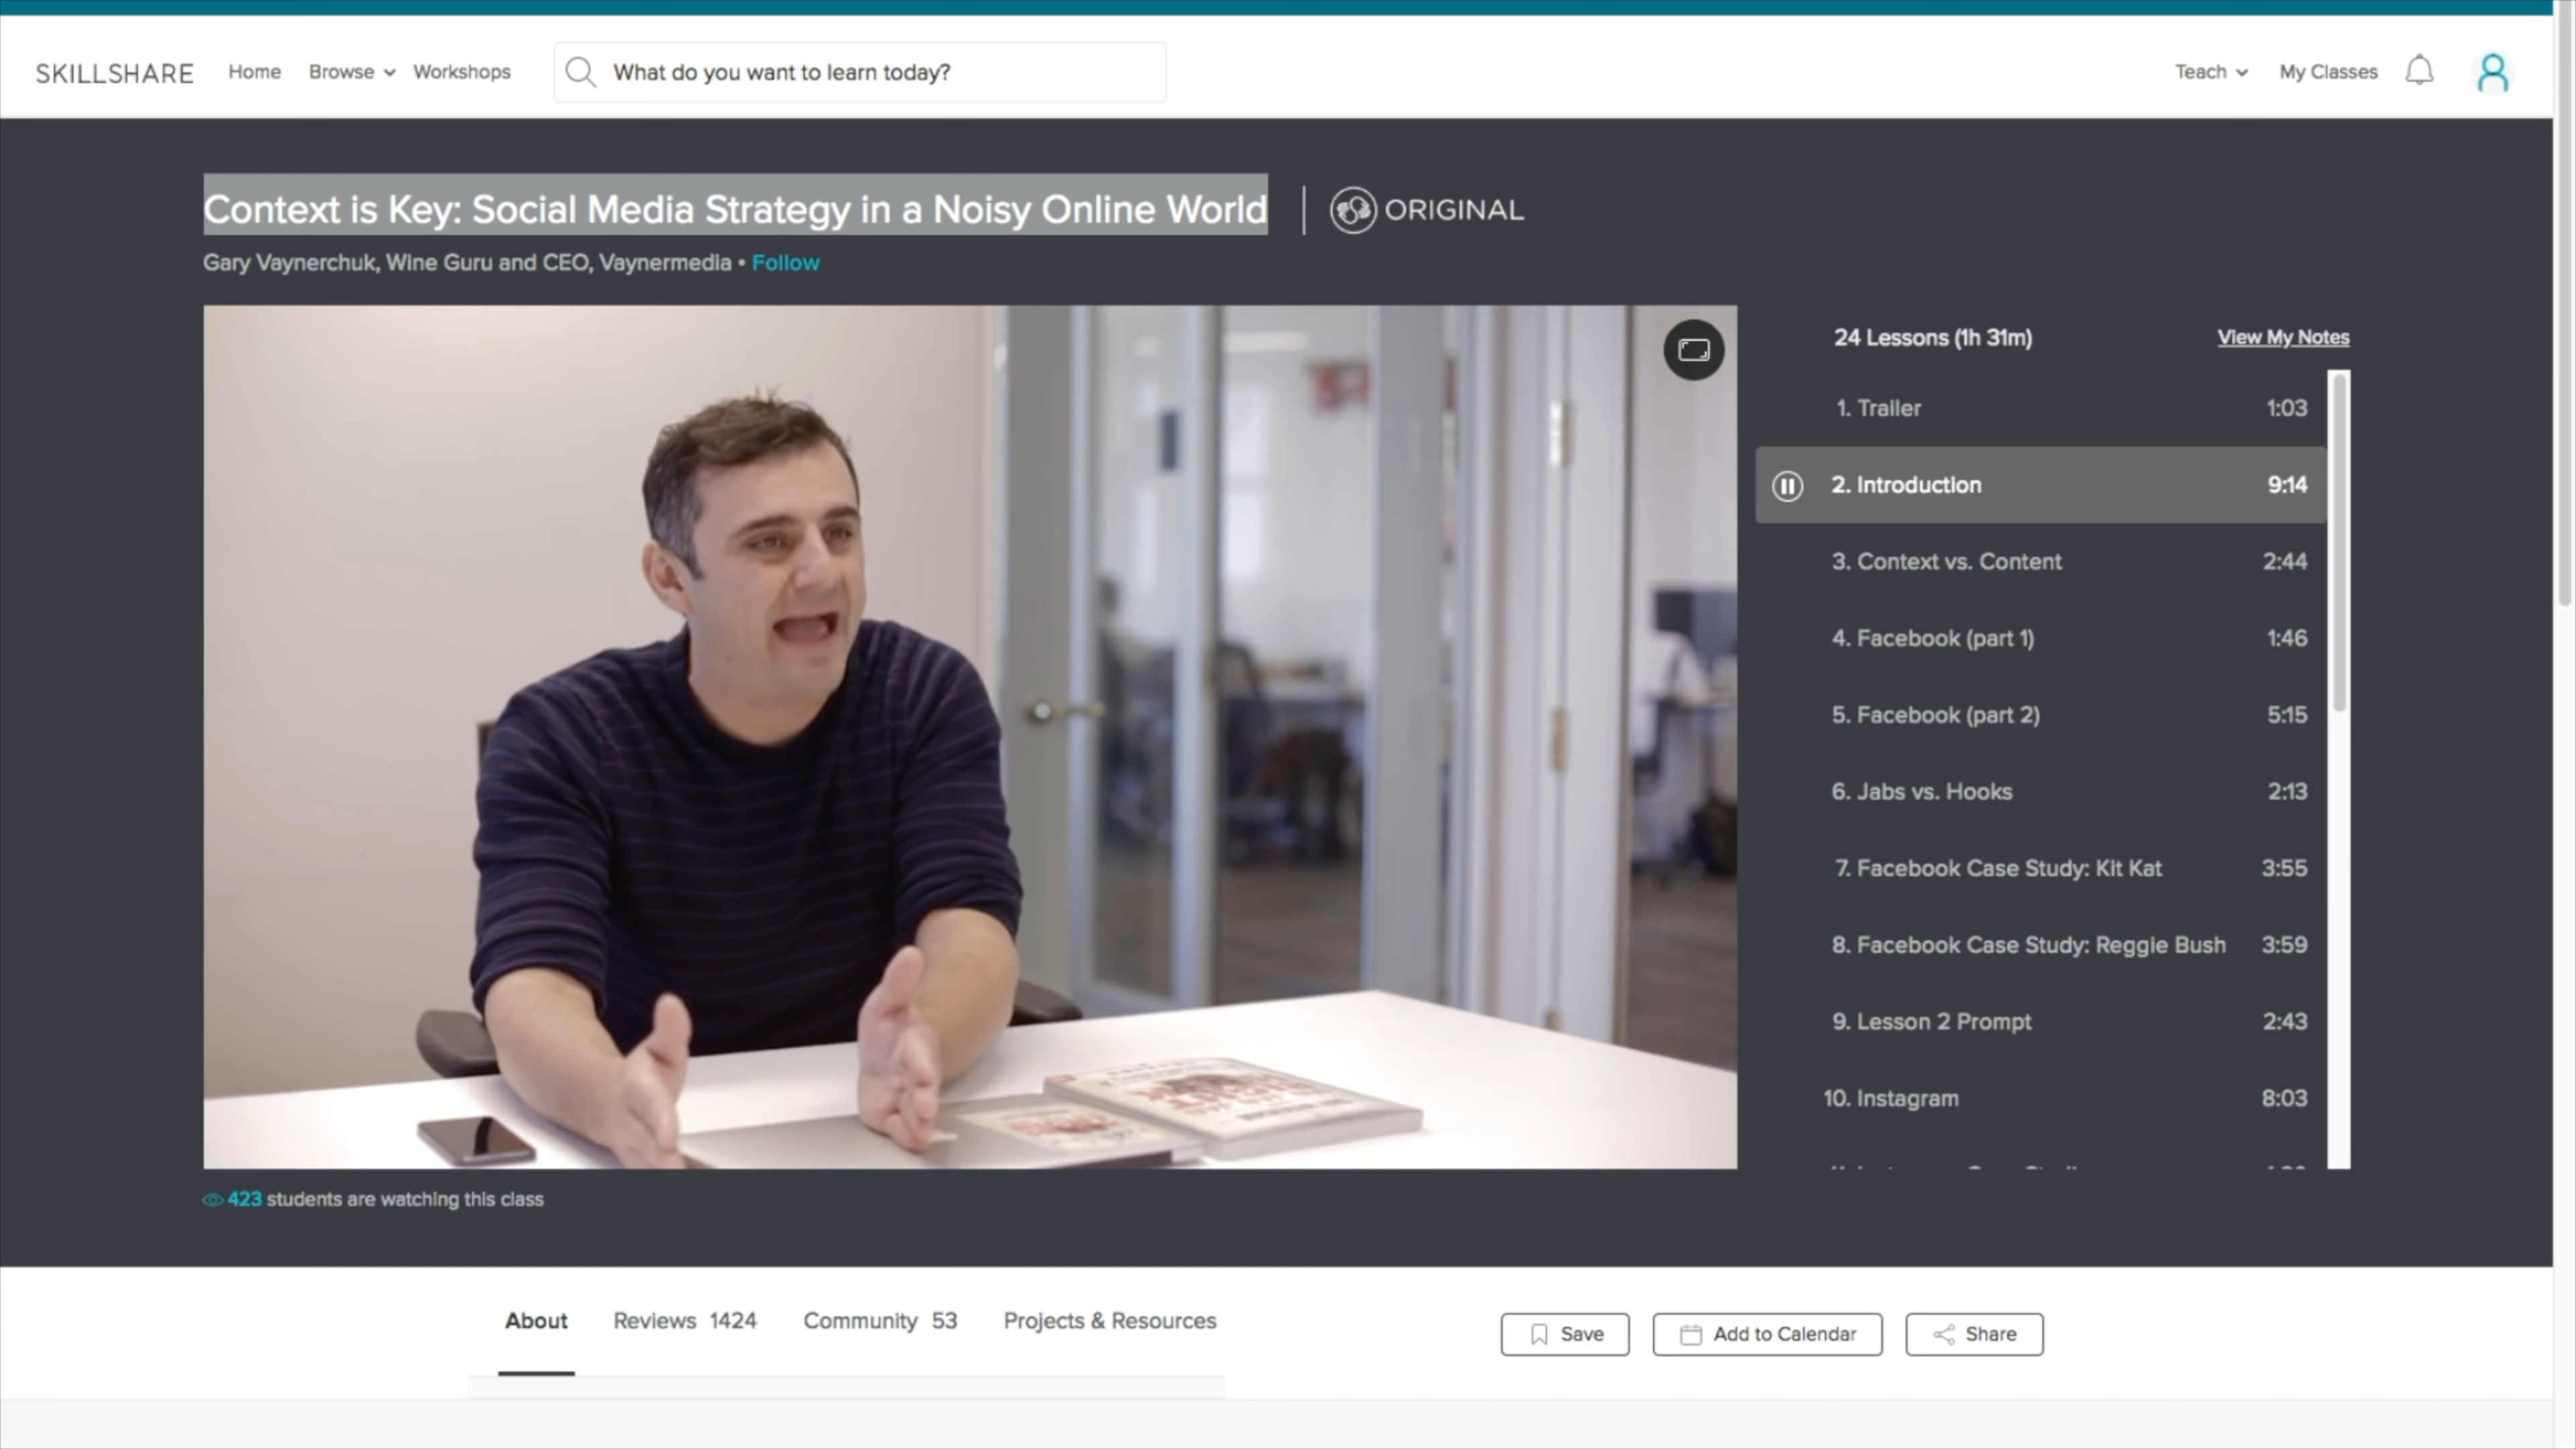 SKILLSHARE Home Browse Workshops What do you want to learn today? Teach My Classes
Context is Key: Social Media Strategy in a Noisy Online World ORIGINAL
Gary Vaynerchuk, Wine Guru and CEO, Vaynermedia • Follow
24 Lessons (1h 31m) View My Notes
1. Trailer 1:03
2. Introduction 9:14
3. Context vs. Content 2:44
4. Facebook (part 1) 1:46
5. Facebook (part 2) 5:15
6. Jabs vs. Hooks 2:13
7. Facebook Case Study: Kit Kat 3:55
8. Facebook Case Study: Reggie Bush 3:59
9. Lesson 2 Prompt 2:43
10. Instagram 8:03
423 students are watching this class
About Reviews 1424 Community 53 Projects & Resources Save Add to Calendar Share